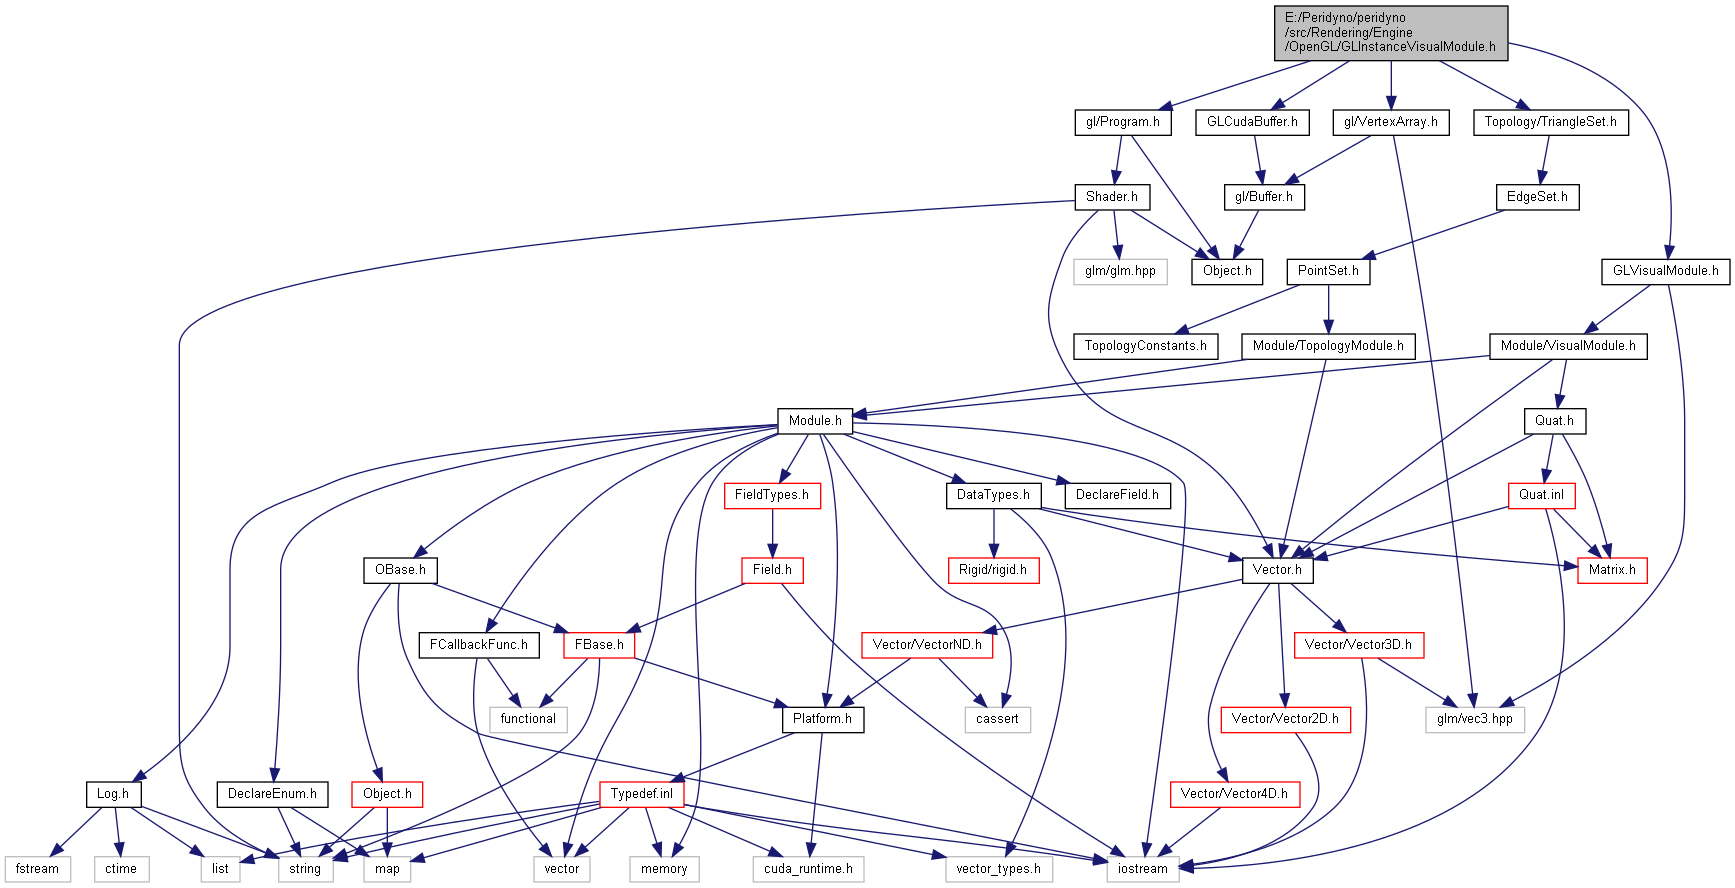 E:/Peridyno/peridyno
/src/Rendering/Engine
/OpenGL/GLInstanceVisualModule.h
gl/Program.h
GLCudaBuffer.h
gl/VertexArray.h
Topology/TriangleSet.h
Shader.h
gl/Buffer.h
EdgeSet.h
glm/glm.hpp
Object.h
PointSet.h
GLVisualModule.h
TopologyConstants.h
Module/TopologyModule.h
Module/VisualModule.h
Module.h
Quat.h
FieldTypes.h
DataTypes.h
DeclareField.h
Quat.inl
OBase.h
Field.h
Rigid/rigid.h
Vector.h
Matrix.h
FCallbackFunc.h
FBase.h
Vector/VectorND.h
Vector/Vector3D.h
functional
Platform.h
cassert
Vector/Vector2D.h
glm/vec3.hpp
Log.h
DeclareEnum.h
Object.h
Typedef.inl
Vector/Vector4D.h
fstream
ctime
list
string
map
vector
memory
cuda_runtime.h
vector_types.h
iostream